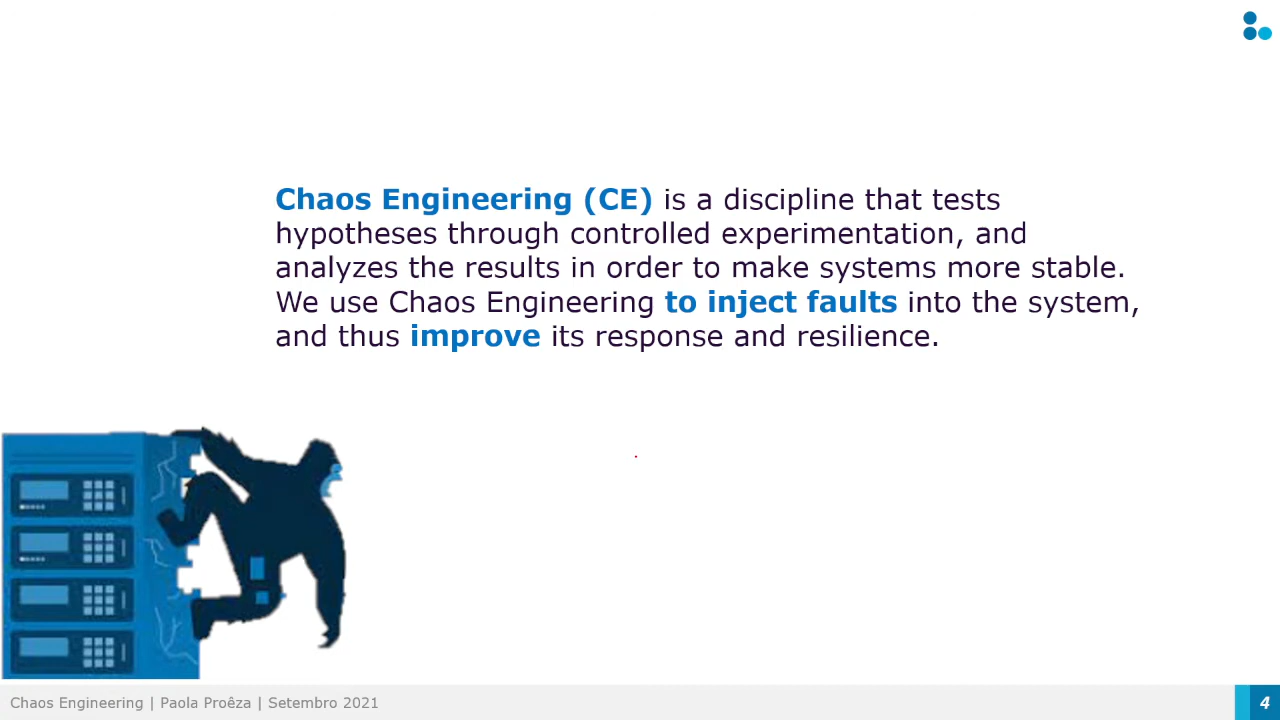 Chaos Engineering (CE) is a discipline that tests
hypotheses through controlled experimentation, and
analyzes the results in order to make systems more stable.
We use Chaos Engineering to inject faults into the system,
and thus improve its response and resilience.
Chaos Engineering | Paola Proêza | Setembro 2021
4